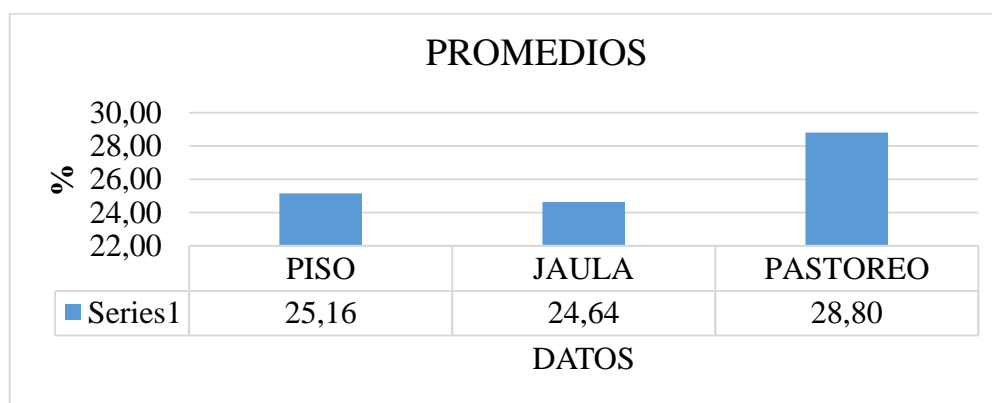 PROMEDIOS
30,00
28,00
26,00
24,00
22,00
%
PISO JAULA PASTOREO
Series1 25,16 24,64 28,80
DATOS